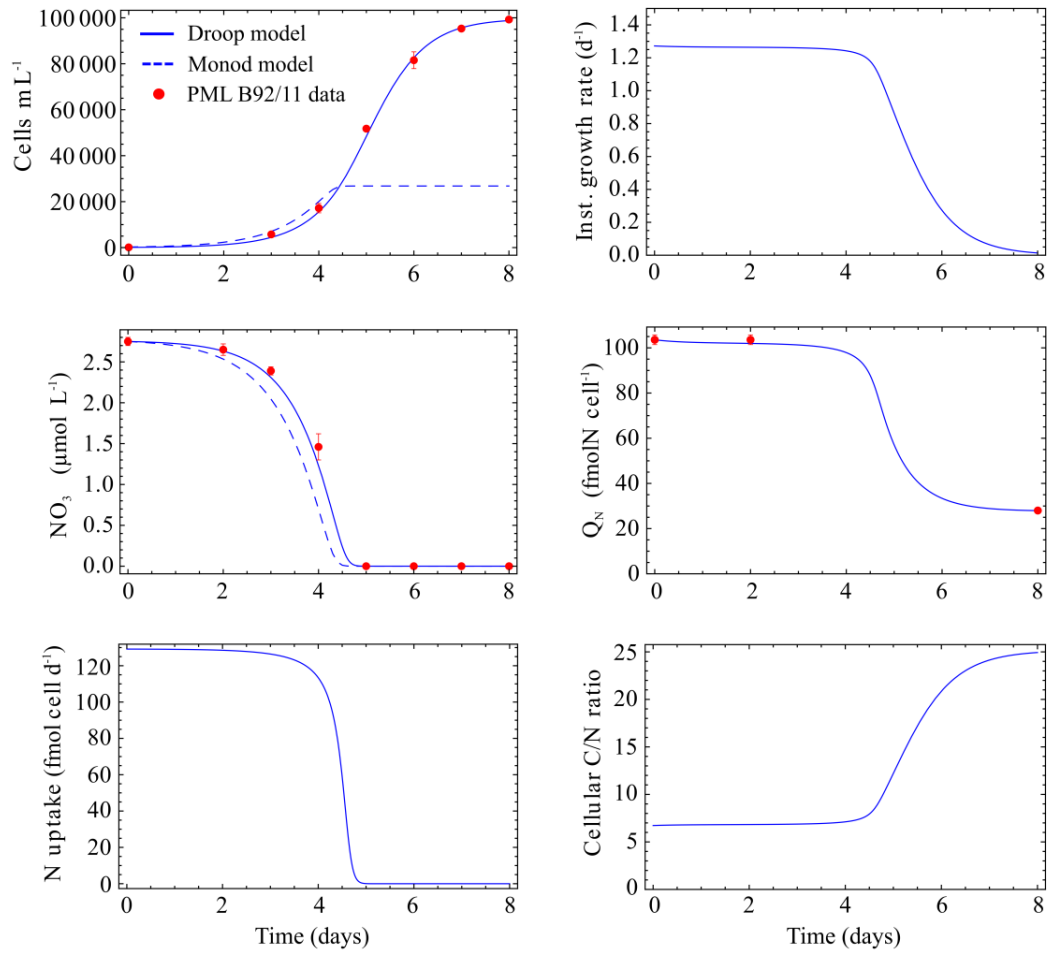 Cells mL⁻¹
100 000
80 000
60 000
40 000
20 000
0
Droop model
Monod model
PML B92/11 data
0 2 4 6 8
Inst. growth rate (d⁻¹)
1.4
1.2
1.0
0.8
0.6
0.4
0.2
0.0
0 2 4 6 8
NO₃ (μmol L⁻¹)
2.5
2.0
1.5
1.0
0.5
0.0
0 2 4 6 8
Q_N (fmolN cell⁻¹)
100
80
60
40
20
0
0 2 4 6 8
N uptake (fmol cell d⁻¹)
120
100
80
60
40
20
0
0 2 4 6 8
Time (days)
Cellular C/N ratio
25
20
15
10
5
0
0 2 4 6 8
Time (days)